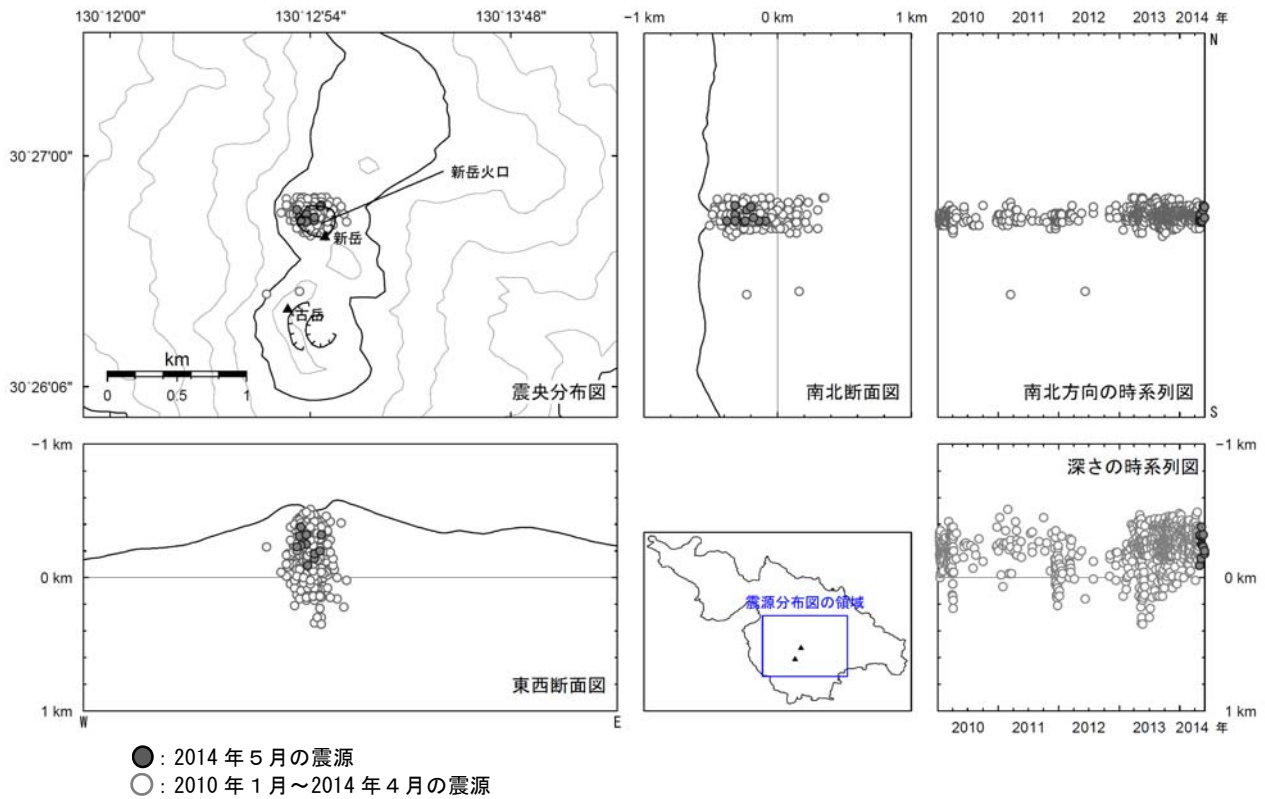 130°12'00" 130°12'54" 130°13'48"
−1 km 0 km 1 km
2010 2011 2012 2013 2014 年
N
30°27'00"
新岳火口
新岳
古岳
km
0 0.5 1
30°26'06"
震央分布図
南北断面図
南北方向の時系列図
S
−1 km
0 km
1 km
W E
東西断面図
震源分布図の領域
深さの時系列図
−1 km
0 km
1 km
2010 2011 2012 2013 2014 年
: 2014 年 5 月の震源
: 2010 年 1 月～2014 年 4 月の震源